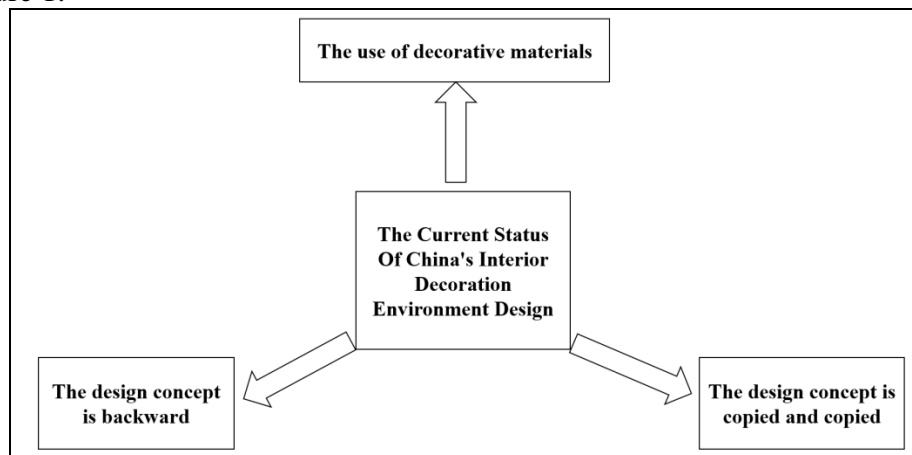 The use of decorative materials
The Current Status
Of China's Interior
Decoration
Environment Design
The design concept
is backward
The design concept is
copied and copied